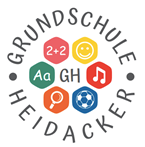 GRUNDSCHULE
2+2
Aa GH
HEIDACKER